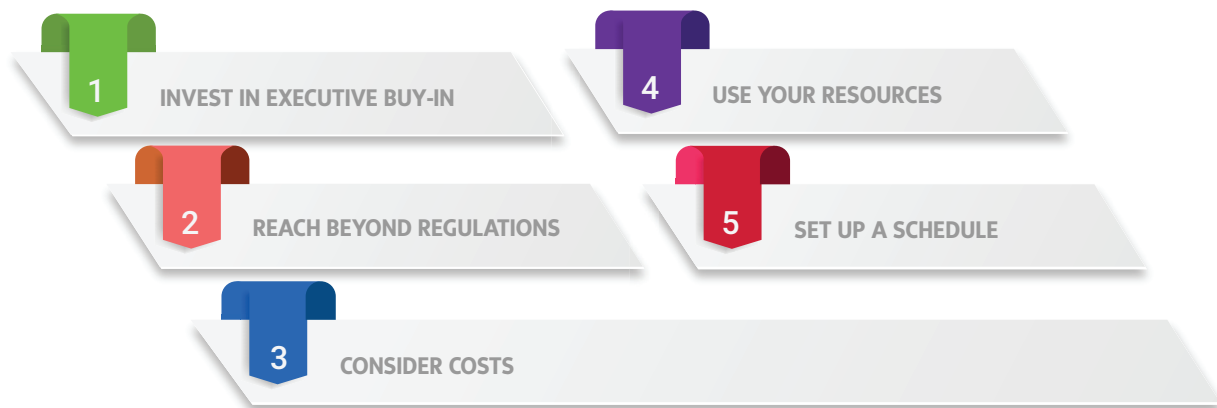 1
INVEST IN EXECUTIVE BUY-IN
2
REACH BEYOND REGULATIONS
3
CONSIDER COSTS
4
USE YOUR RESOURCES
5
SET UP A SCHEDULE